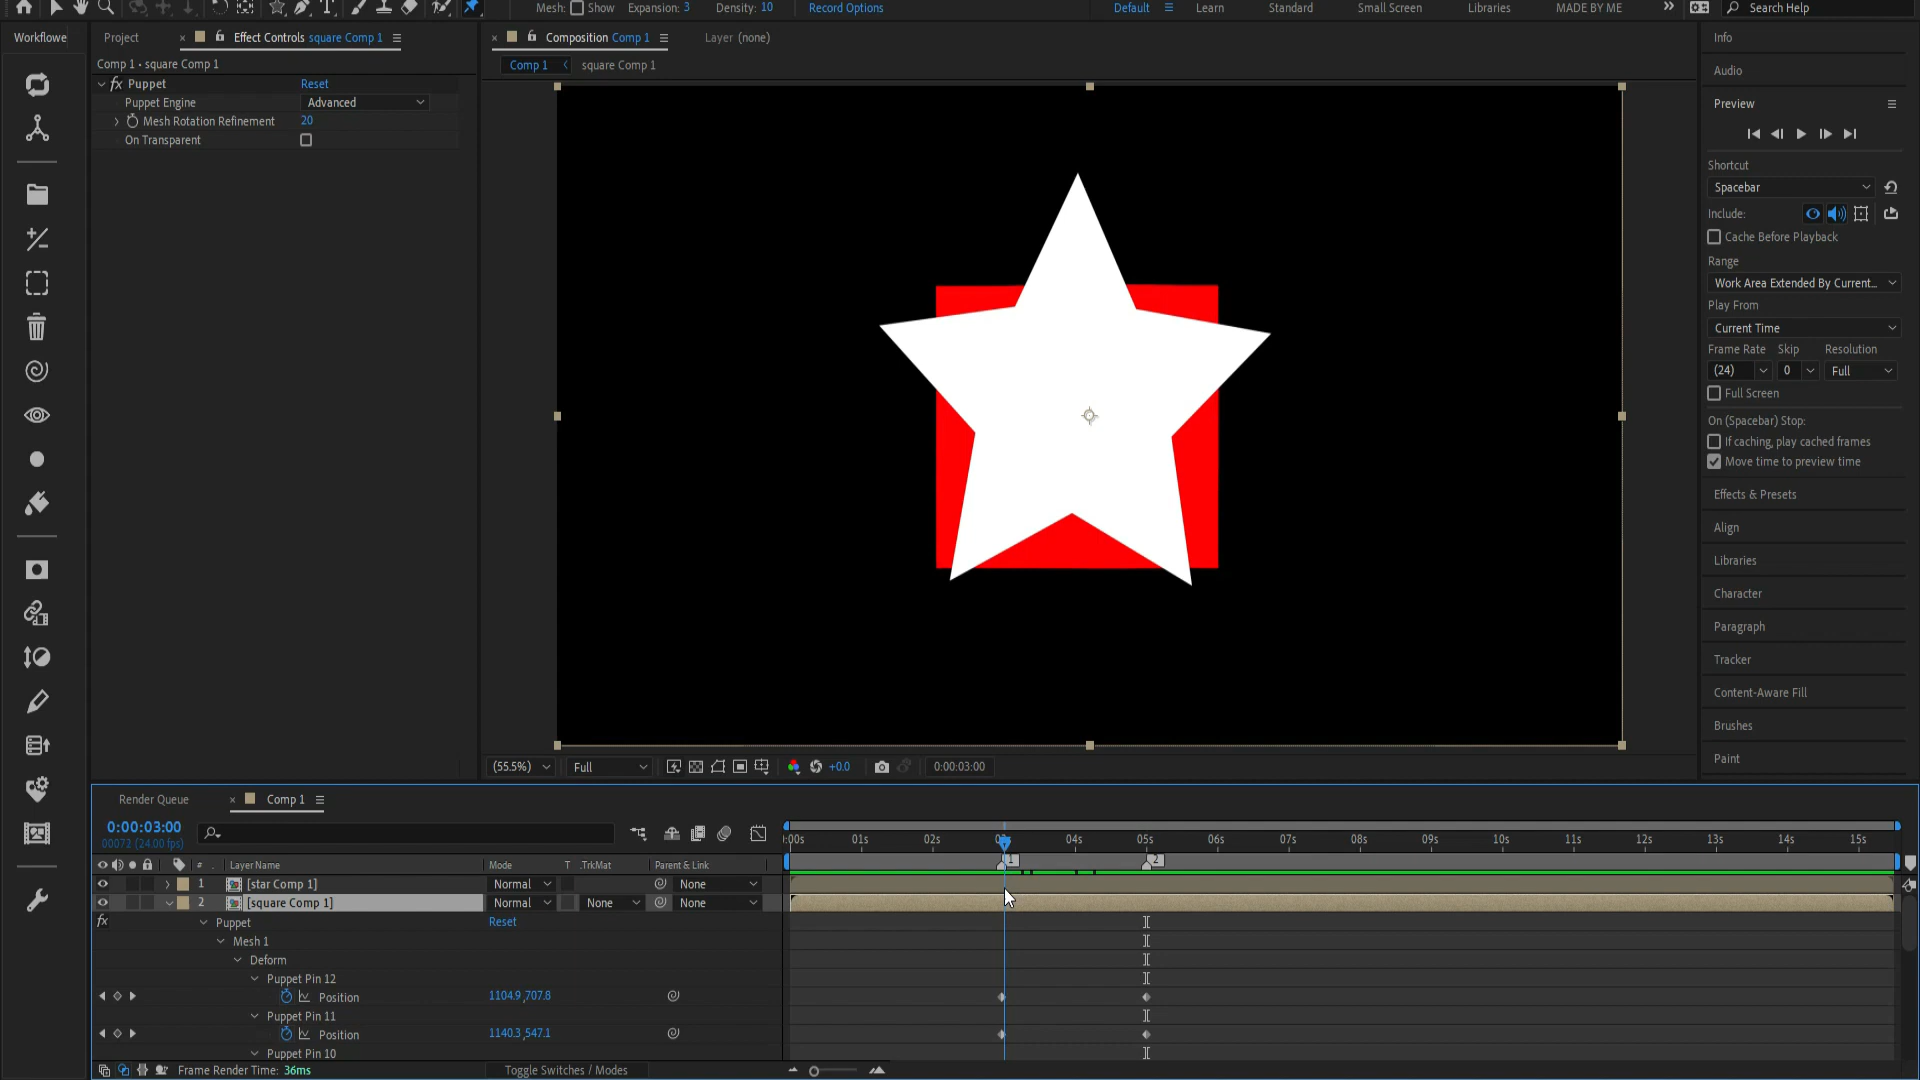 Mesh: Show Expansion: 3 Density: 10 Record Options Default Learn Standard Small Screen Libraries MADE BY ME Search Help
Workflowe Project Effect Controls square Comp 1 Composition Comp 1 Layer (none)
Comp 1 • square Comp 1
Comp 1 square Comp 1
fx Puppet Reset
Puppet Engine Advanced
Mesh Rotation Refinement 20
On Transparent
Info
Audio
Preview
Shortcut
Spacebar
Include:
Cache Before Playback
Range
Work Area Extended By Current...
Play From
Current Time
Frame Rate Skip Resolution
(24) 0 Full
Full Screen
On (Spacebar) Stop:
If caching, play cached frames
Move time to preview time
Effects & Presets
Align
Libraries
Character
Paragraph
Tracker
Content-Aware Fill
Brushes
Paint
(55.5%) Full +0.0 0:00:03:00
Render Queue Comp 1
0:00:03:00
00072 (24.00 fps)
:00s 01s 02s 04s 05s 06s 07s 08s 09s 10s 11s 12s 13s 14s 15s
1 2
# Layer Name Mode T .TrkMat Parent & Link
1 [star Comp 1] Normal None
2 [square Comp 1] Normal None None
fx Puppet Reset
Mesh 1
Deform
Puppet Pin 12
Position 1104.9,707.8
Puppet Pin 11
Position 1140.3,547.1
Puppet Pin 10
Frame Render Time: 36ms Toggle Switches / Modes